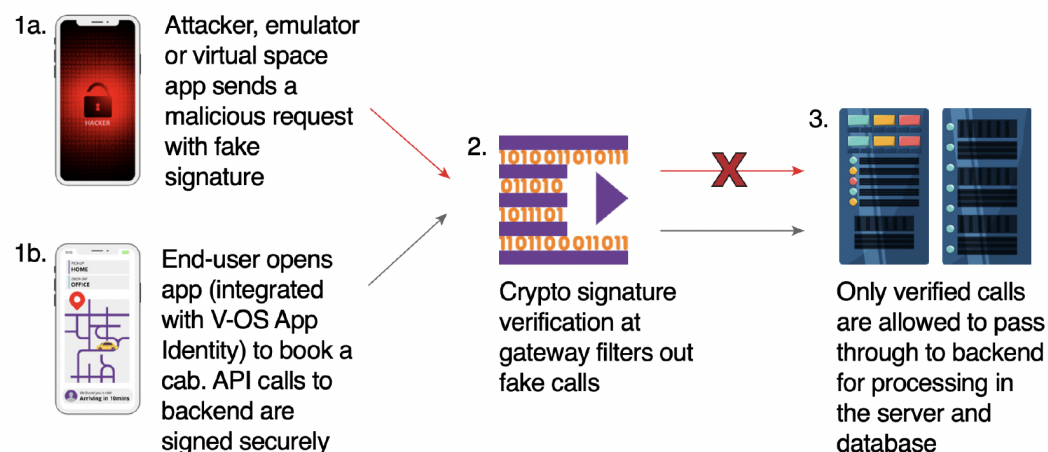 1a.
HACKER
Attacker, emulator
or virtual space
app sends a
malicious request
with fake
signature
1b.
HOME
OFFICE
Arriving in 10mins
End-user opens
app (integrated
with V-OS App
Identity) to book a
cab. API calls to
backend are
signed securely
2.
101001101011
011010
101101
101100011011
Crypto signature
verification at
gateway filters out
fake calls
X
3.
Only verified calls
are allowed to pass
through to backend
for processing in
the server and
database